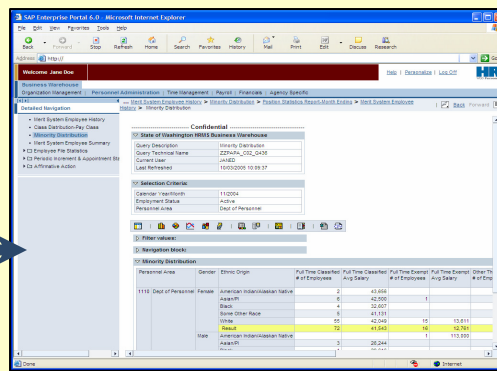 SAP Enterprise Portal 6.0 - Microsoft Internet Explorer
File Edit View Favorites Tools Help
Back Forward Stop Refresh Home Search Favorites History Mail Print Edit Discuss Research
Address http://
Welcome Jane Doe
Help | Personalize | Log Off
Business Warehouse
Organization Management | Personnel Administration | Time Management | Payroll | Financials | Agency Specific
Detailed Navigation
Merit System Employee History > Minority Distribution > Position Statistics Report-Month Ending > Merit System Employee
History > Minority Distribution
Back Forward
Merit System Employee History
Class Distribution-Pay Class
Minority Distribution
Merit System Employee Summary
Employee File Statistics
Periodic Increment & Appointment Sta
Affirmative Action
Confidential
State of Washington HRMS Business Warehouse
Query Description Minority Distribution
Query Technical Name ZZPAPA_C02_Q436
Current User JANED
Last Refreshed 10/03/2005 10:09:37
Selection Criteria:
Calendar Year/Month 11/2004
Employment Status Active
Personnel Area Dept of Personnel
Filter values:
Navigation block:
Minority Distribution
Personnel Area Gender Ethnic Origin Full Time Classified Full Time Classified Full Time Exempt Full Time Exempt Other Th
# of Employees Avg Salary # of Employees Avg Salary # of Emp
1110 Dept of Personnel Female American Indian/Alaskan Native 2 43,656
Asian/PI 6 42,500 1
Black 4 32,807
Some Other Race 5 41,131
White 55 42,049 15 13,611
Result 72 41,543 16 12,761
Male American Indian/Alaskan Native 1 113,000
Asian/PI 3 26,244
Done Internet